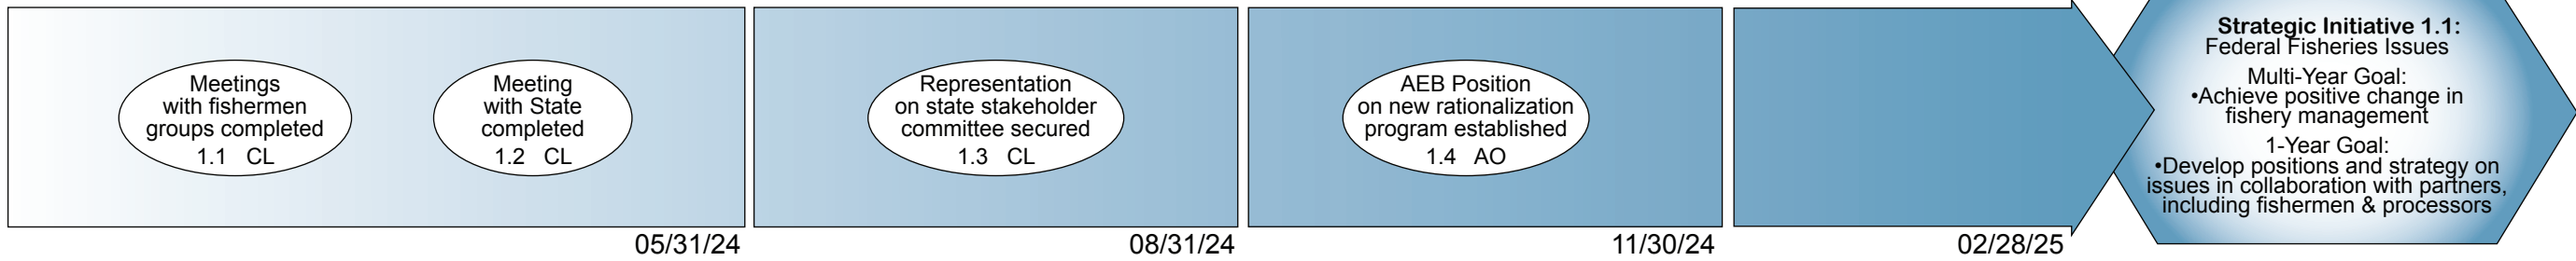 Meetings
with fishermen
groups completed
1.1 CL
Meeting
with State
completed
1.2 CL
05/31/24
Representation
on state stakeholder
committee secured
1.3 CL
08/31/24
AEB Position
on new rationalization
program established
1.4 AO
11/30/24
02/28/25
Strategic Initiative 1.1:
Federal Fisheries Issues
Multi-Year Goal:
•Achieve positive change in
fishery management
1-Year Goal:
•Develop positions and strategy on
issues in collaboration with partners,
including fishermen & processors